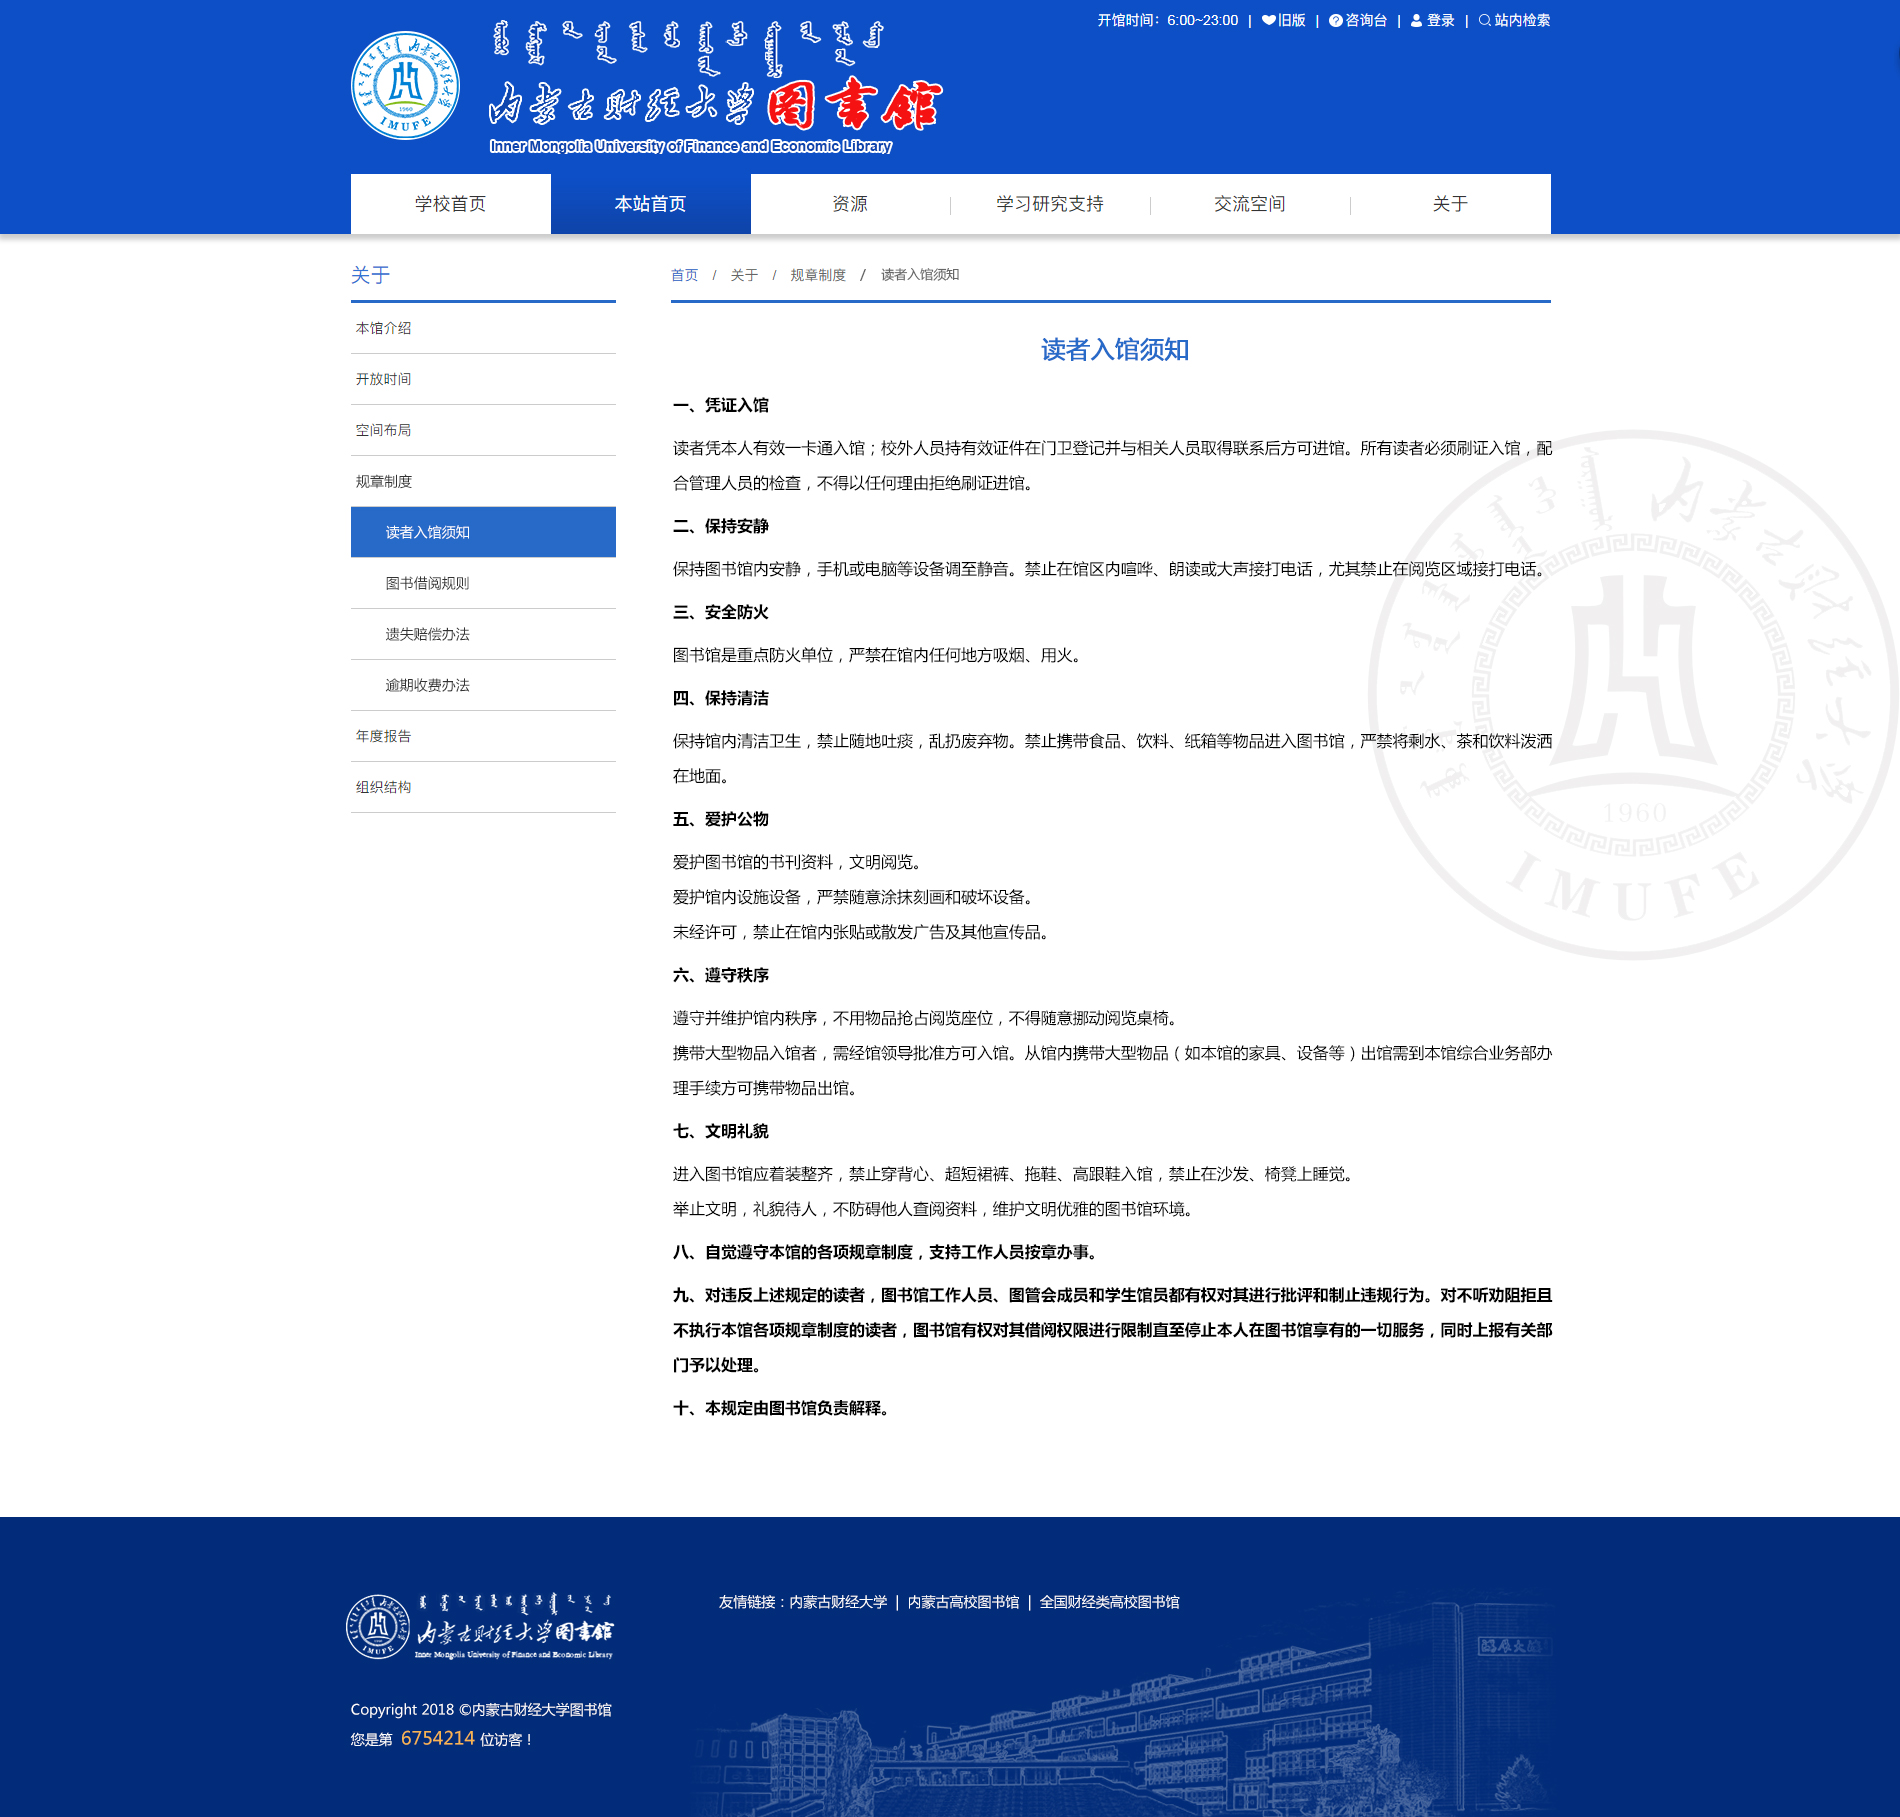 开馆时间：6:00~23:00 | 旧版 | 咨询台 | 登录 | 站内检索
内蒙古财经大学图書館
Inner Mongolia University of Finance and Economic Library
1960
IMUFE
学校首页 本站首页 资源 学习研究支持 交流空间 关于
关于
首页 / 关于 / 规章制度 / 读者入馆须知
本馆介绍
开放时间
空间布局
规章制度
读者入馆须知
图书借阅规则
遗失赔偿办法
逾期收费办法
年度报告
组织结构
读者入馆须知
一、凭证入馆
读者凭本人有效一卡通入馆；校外人员持有效证件在门卫登记并与相关人员取得联系后方可进馆。所有读者必须刷证入馆，配
合管理人员的检查，不得以任何理由拒绝刷证进馆。
二、保持安静
保持图书馆内安静，手机或电脑等设备调至静音。禁止在馆区内喧哗、朗读或大声接打电话，尤其禁止在阅览区域接打电话。
三、安全防火
图书馆是重点防火单位，严禁在馆内任何地方吸烟、用火。
四、保持清洁
保持馆内清洁卫生，禁止随地吐痰，乱扔废弃物。禁止携带食品、饮料、纸箱等物品进入图书馆，严禁将剩水、茶和饮料泼洒
在地面。
五、爱护公物
爱护图书馆的书刊资料，文明阅览。
爱护馆内设施设备，严禁随意涂抹刻画和破坏设备。
未经许可，禁止在馆内张贴或散发广告及其他宣传品。
六、遵守秩序
遵守并维护馆内秩序，不用物品抢占阅览座位，不得随意挪动阅览桌椅。
携带大型物品入馆者，需经馆领导批准方可入馆。从馆内携带大型物品（如本馆的家具、设备等）出馆需到本馆综合业务部办
理手续方可携带物品出馆。
七、文明礼貌
进入图书馆应着装整齐，禁止穿背心、超短裙裤、拖鞋、高跟鞋入馆，禁止在沙发、椅凳上睡觉。
举止文明，礼貌待人，不防碍他人查阅资料，维护文明优雅的图书馆环境。
八、自觉遵守本馆的各项规章制度，支持工作人员按章办事。
九、对违反上述规定的读者，图书馆工作人员、图管会成员和学生馆员都有权对其进行批评和制止违规行为。对不听劝阻拒且
不执行本馆各项规章制度的读者，图书馆有权对其借阅权限进行限制直至停止本人在图书馆享有的一切服务，同时上报有关部
门予以处理。
十、本规定由图书馆负责解释。
内蒙古财经大学
1960
IMUFE
友情链接：内蒙古财经大学 | 内蒙古高校图书馆 | 全国财经类高校图书馆
内蒙古财经大学图書館
Inner Mongolia University of Finance and Economic Library
IMUFE
Copyright 2018 ©内蒙古财经大学图书馆
您是第 6754214 位访客！